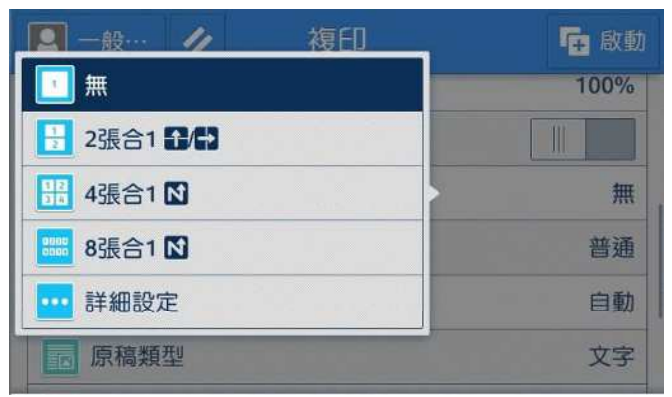 一般… 複印 啟動
100%
無
2張合1
4張合1 無
8張合1 普通
詳細設定 自動
原稿類型 文字